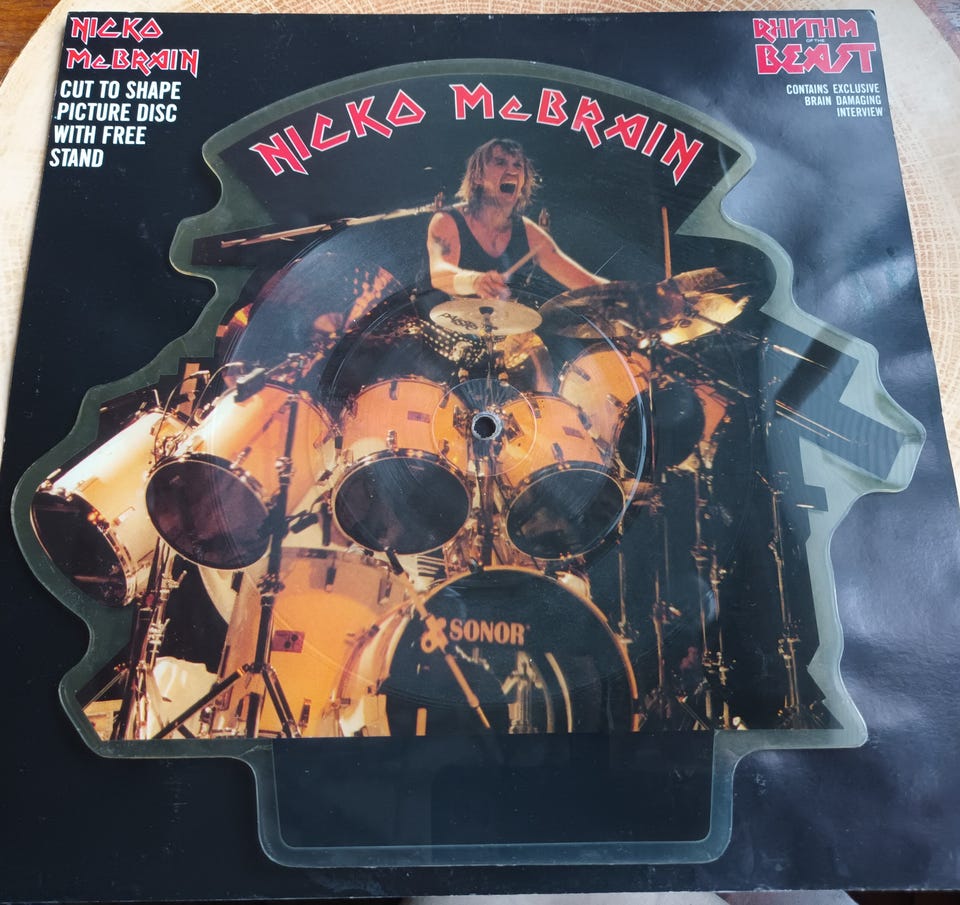 NICKO
McBRAIN
CUT TO SHAPE
PICTURE DISC
WITH FREE
STAND
RHYTHM
OF THE
BEAST
CONTAINS EXCLUSIVE
BRAIN DAMAGING
INTERVIEW
NICKO McBRAIN
PAISTE
SONOR